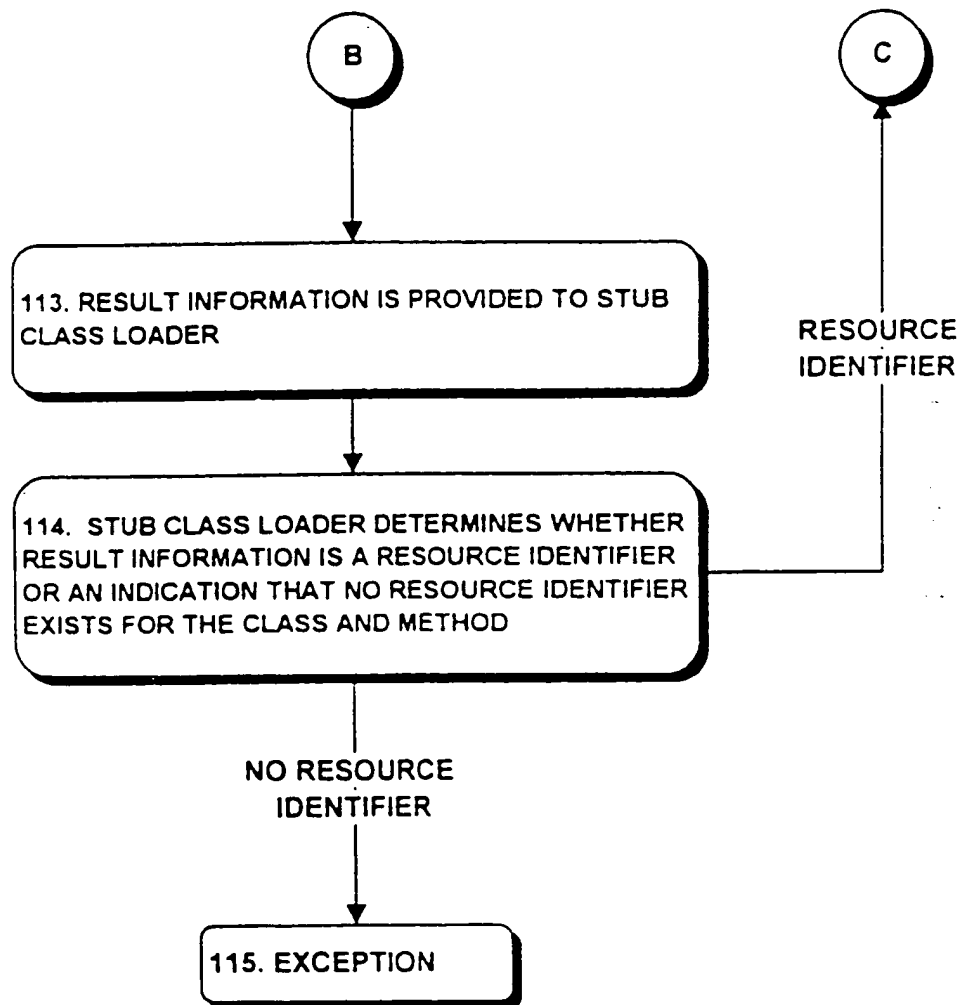 B
C
113. RESULT INFORMATION IS PROVIDED TO STUB
CLASS LOADER
RESOURCE
IDENTIFIER
114. STUB CLASS LOADER DETERMINES WHETHER
RESULT INFORMATION IS A RESOURCE IDENTIFIER
OR AN INDICATION THAT NO RESOURCE IDENTIFIER
EXISTS FOR THE CLASS AND METHOD
NO RESOURCE
IDENTIFIER
115. EXCEPTION